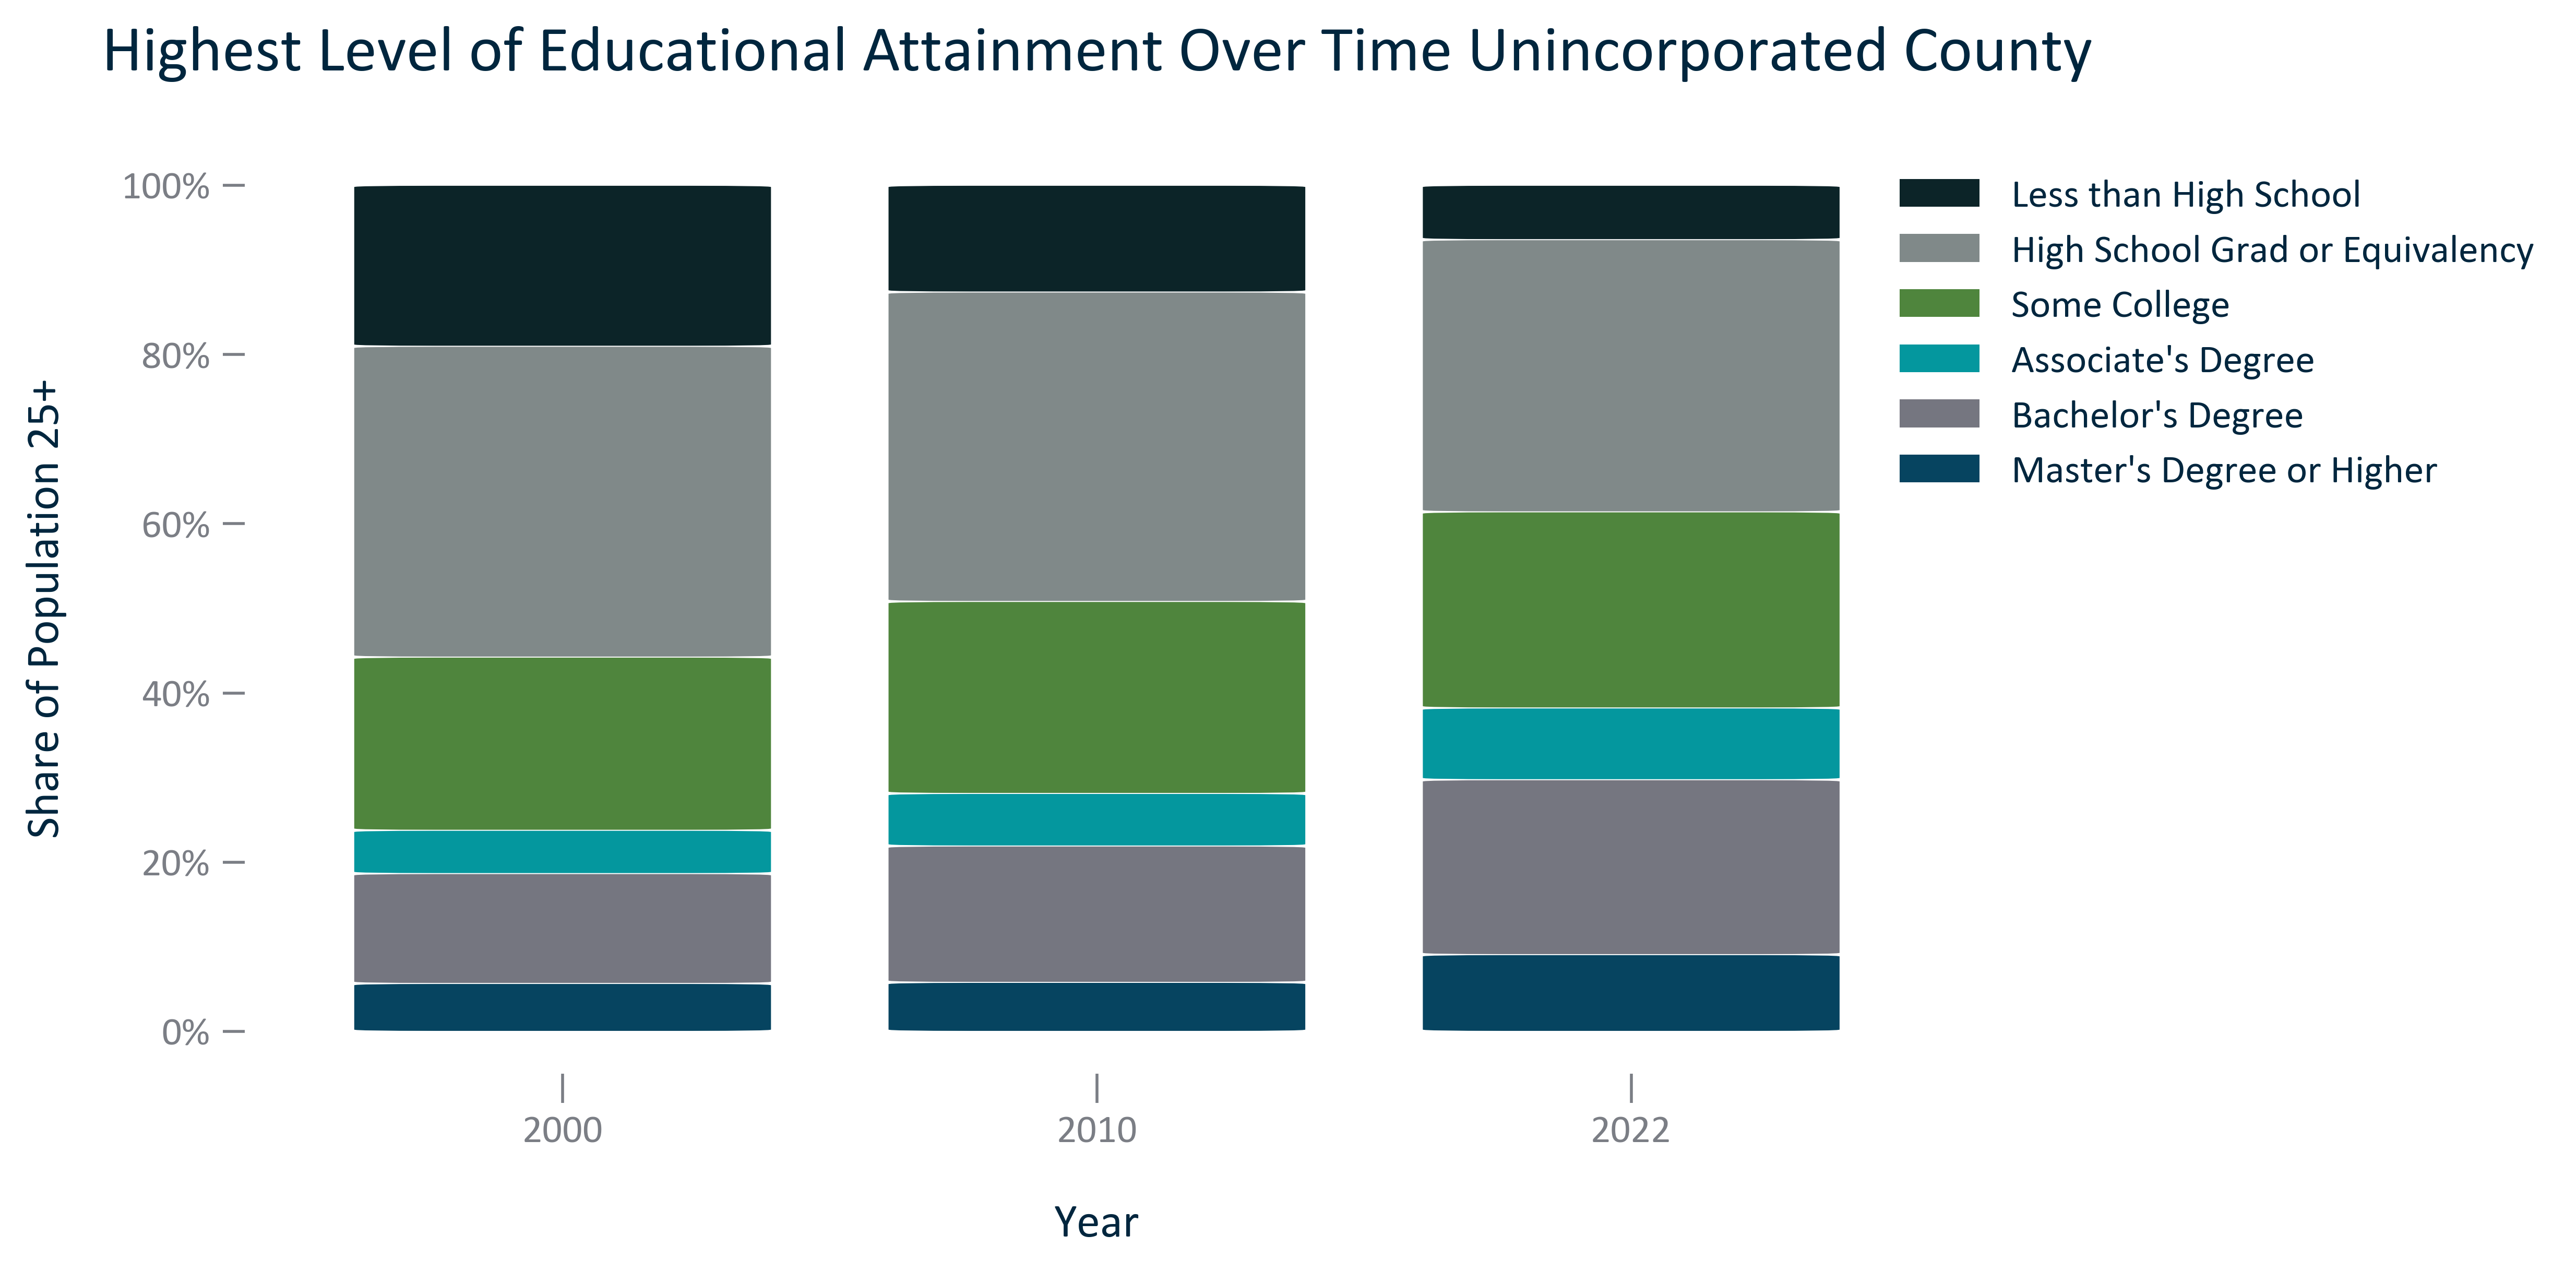 Highest Level of Educational Attainment Over Time Unincorporated County
Share of Population 25+
100%
80%
60%
40%
20%
0%
2000
2010
2022
Year
Less than High School
High School Grad or Equivalency
Some College
Associate's Degree
Bachelor's Degree
Master's Degree or Higher